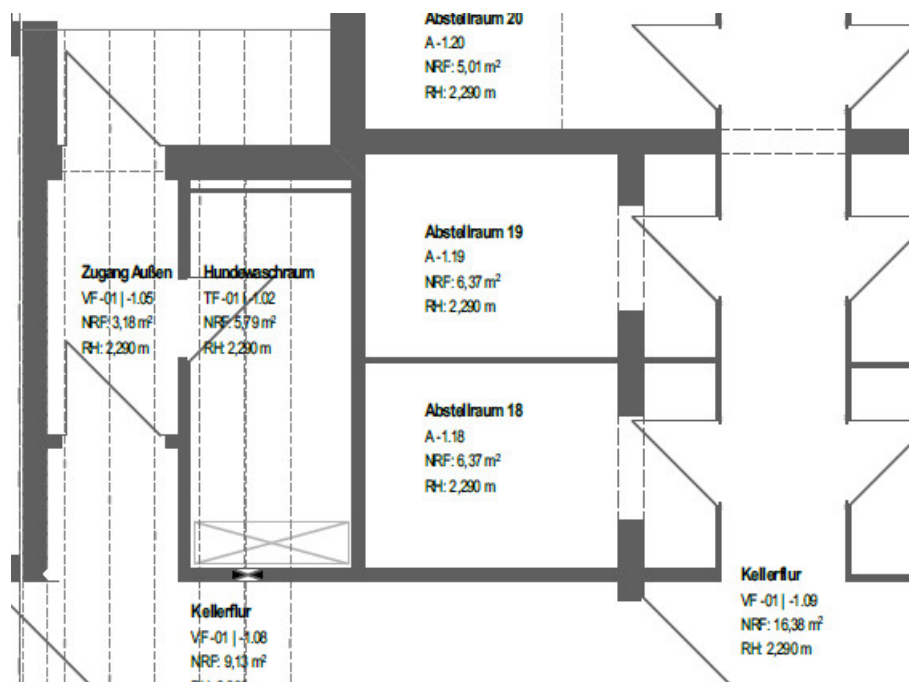 Abstellraum 20
A-1.20
NRF: 5,01 m²
RH: 2,290 m
Abstellraum 19
A-1.19
NRF: 6,37 m²
RH: 2,290 m
Zugang Außen
VF-01 | -1.05
NRF: 3,18 m²
RH: 2,290 m
Hundewaschraum
TF-01 | -1.02
NRF: 5,79 m²
RH: 2,290 m
Abstellraum 18
A-1.18
NRF: 6,37 m²
RH: 2,290 m
Kellerflur
VF-01 | -1.09
NRF: 16,38 m²
RH: 2,290 m
Kellerflur
VF-01 | -1.08
NRF: 9,13 m²